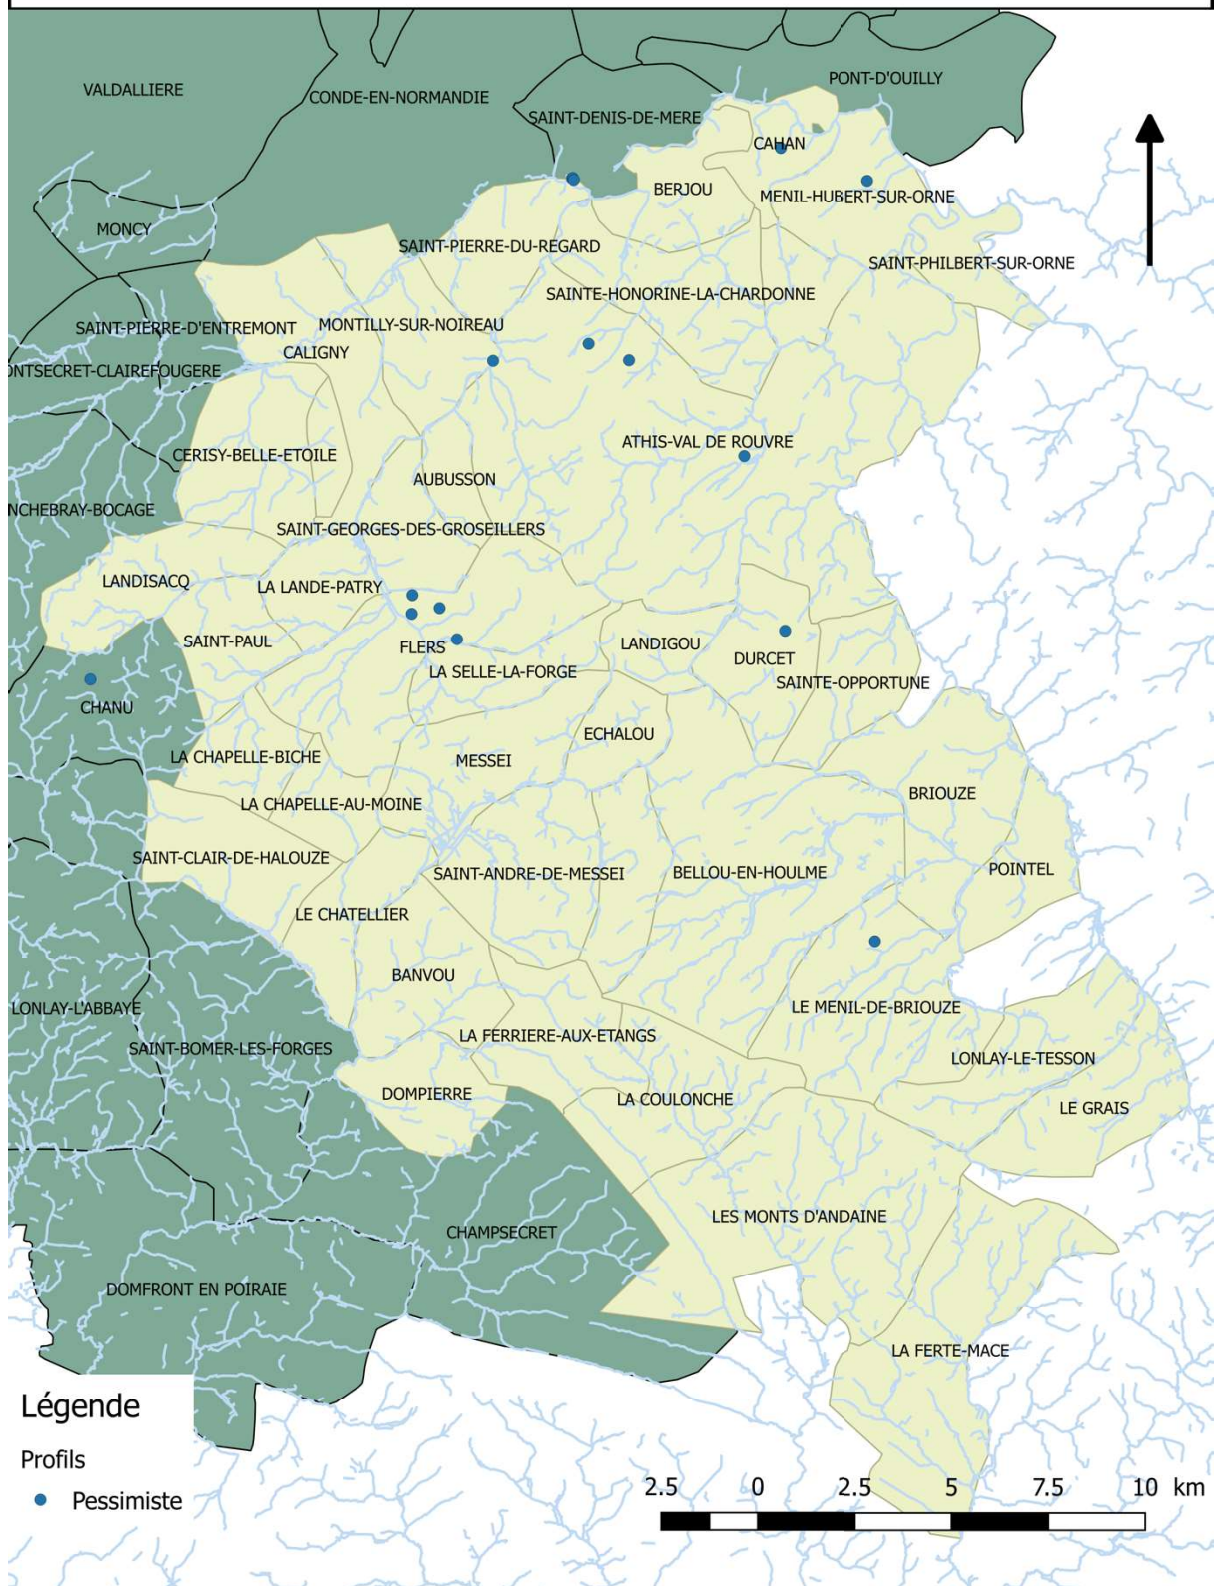 PONT-D'OUILLY
VALDALLIERE
CONDE-EN-NORMANDIE
SAINT-DENIS-DE-MERE
CAHAN
BERJOU
MENIL-HUBERT-SUR-ORNE
MONCY
SAINT-PIERRE-DU-REGARD
SAINT-PHILBERT-SUR-ORNE
SAINTE-HONORINE-LA-CHARDONNE
SAINT-PIERRE-D'ENTREMONT
MONTILLY-SUR-NOIREAU
CALIGNY
ONTSECRET-CLAIREFOUGERE
ATHIS-VAL DE ROUVRE
CERISY-BELLE-ETOILE
AUBUSSON
NCHEBRAY-BOCAGE
SAINT-GEORGES-DES-GROSEILLERS
LANDISACQ
LA LANDE-PATRY
SAINT-PAUL
FLERS
LANDIGOU
DURCET
LA SELLE-LA-FORGE
SAINTE-OPPORTUNE
CHANU
ECHALOU
LA CHAPELLE-BICHE
MESSEI
BRIOUZE
LA CHAPELLE-AU-MOINE
SAINT-CLAIR-DE-HALOUZE
SAINT-ANDRE-DE-MESSEI
BELLOU-EN-HOULME
POINTEL
LE CHATELLIER
BANVOU
LONLAY-L'ABBAYE
LE MENIL-DE-BRIOUZE
LA FERRIERE-AUX-ETANGS
SAINT-BOMER-LES-FORGES
LONLAY-LE-TESSON
DOMPIERRE
LA COULONCHE
LE GRAIS
LES MONTS D'ANDAINE
CHAMPSECRET
DOMFRONT EN POIRAIE
LA FERTE-MACE
Légende
Profils
Pessimiste
2.5 0 2.5 5 7.5 10 km